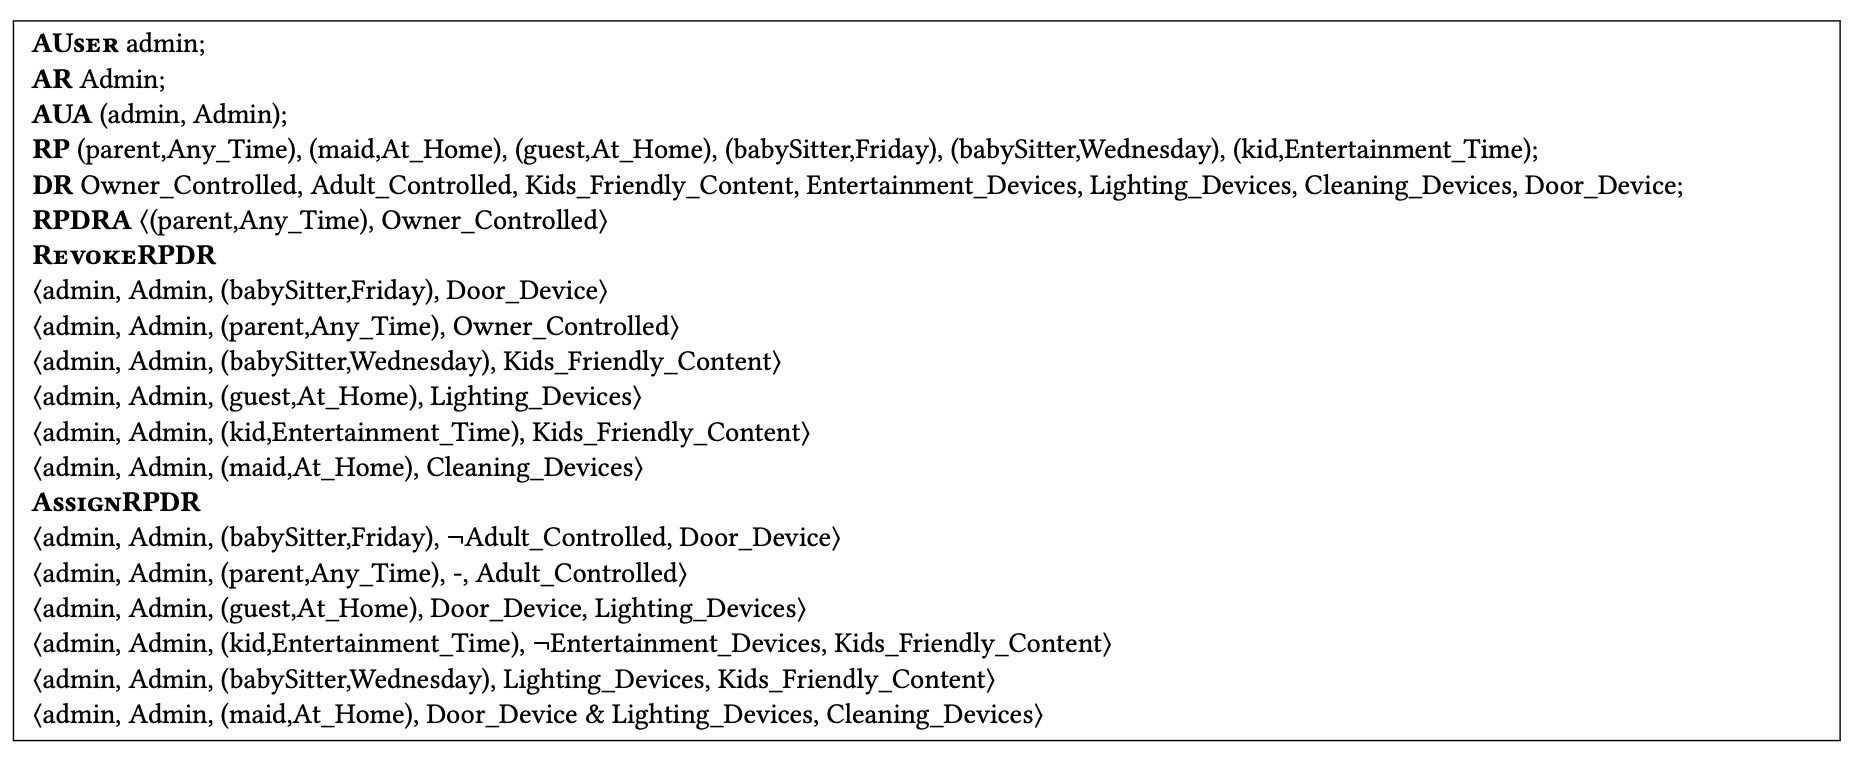 AUser admin;
AR Admin;
AUA (admin, Admin);
RP (parent,Any_Time), (maid,At_Home), (guest,At_Home), (babySitter,Friday), (babySitter,Wednesday), (kid,Entertainment_Time);
DR Owner_Controlled, Adult_Controlled, Kids_Friendly_Content, Entertainment_Devices, Lighting_Devices, Cleaning_Devices, Door_Device;
RPDRA ⟨(parent,Any_Time), Owner_Controlled⟩
RevokeRPDR
⟨admin, Admin, (babySitter,Friday), Door_Device⟩
⟨admin, Admin, (parent,Any_Time), Owner_Controlled⟩
⟨admin, Admin, (babySitter,Wednesday), Kids_Friendly_Content⟩
⟨admin, Admin, (guest,At_Home), Lighting_Devices⟩
⟨admin, Admin, (kid,Entertainment_Time), Kids_Friendly_Content⟩
⟨admin, Admin, (maid,At_Home), Cleaning_Devices⟩
AssignRPDR
⟨admin, Admin, (babySitter,Friday), ¬Adult_Controlled, Door_Device⟩
⟨admin, Admin, (parent,Any_Time), -, Adult_Controlled⟩
⟨admin, Admin, (guest,At_Home), Door_Device, Lighting_Devices⟩
⟨admin, Admin, (kid,Entertainment_Time), ¬Entertainment_Devices, Kids_Friendly_Content⟩
⟨admin, Admin, (babySitter,Wednesday), Lighting_Devices, Kids_Friendly_Content⟩
⟨admin, Admin, (maid,At_Home), Door_Device & Lighting_Devices, Cleaning_Devices⟩